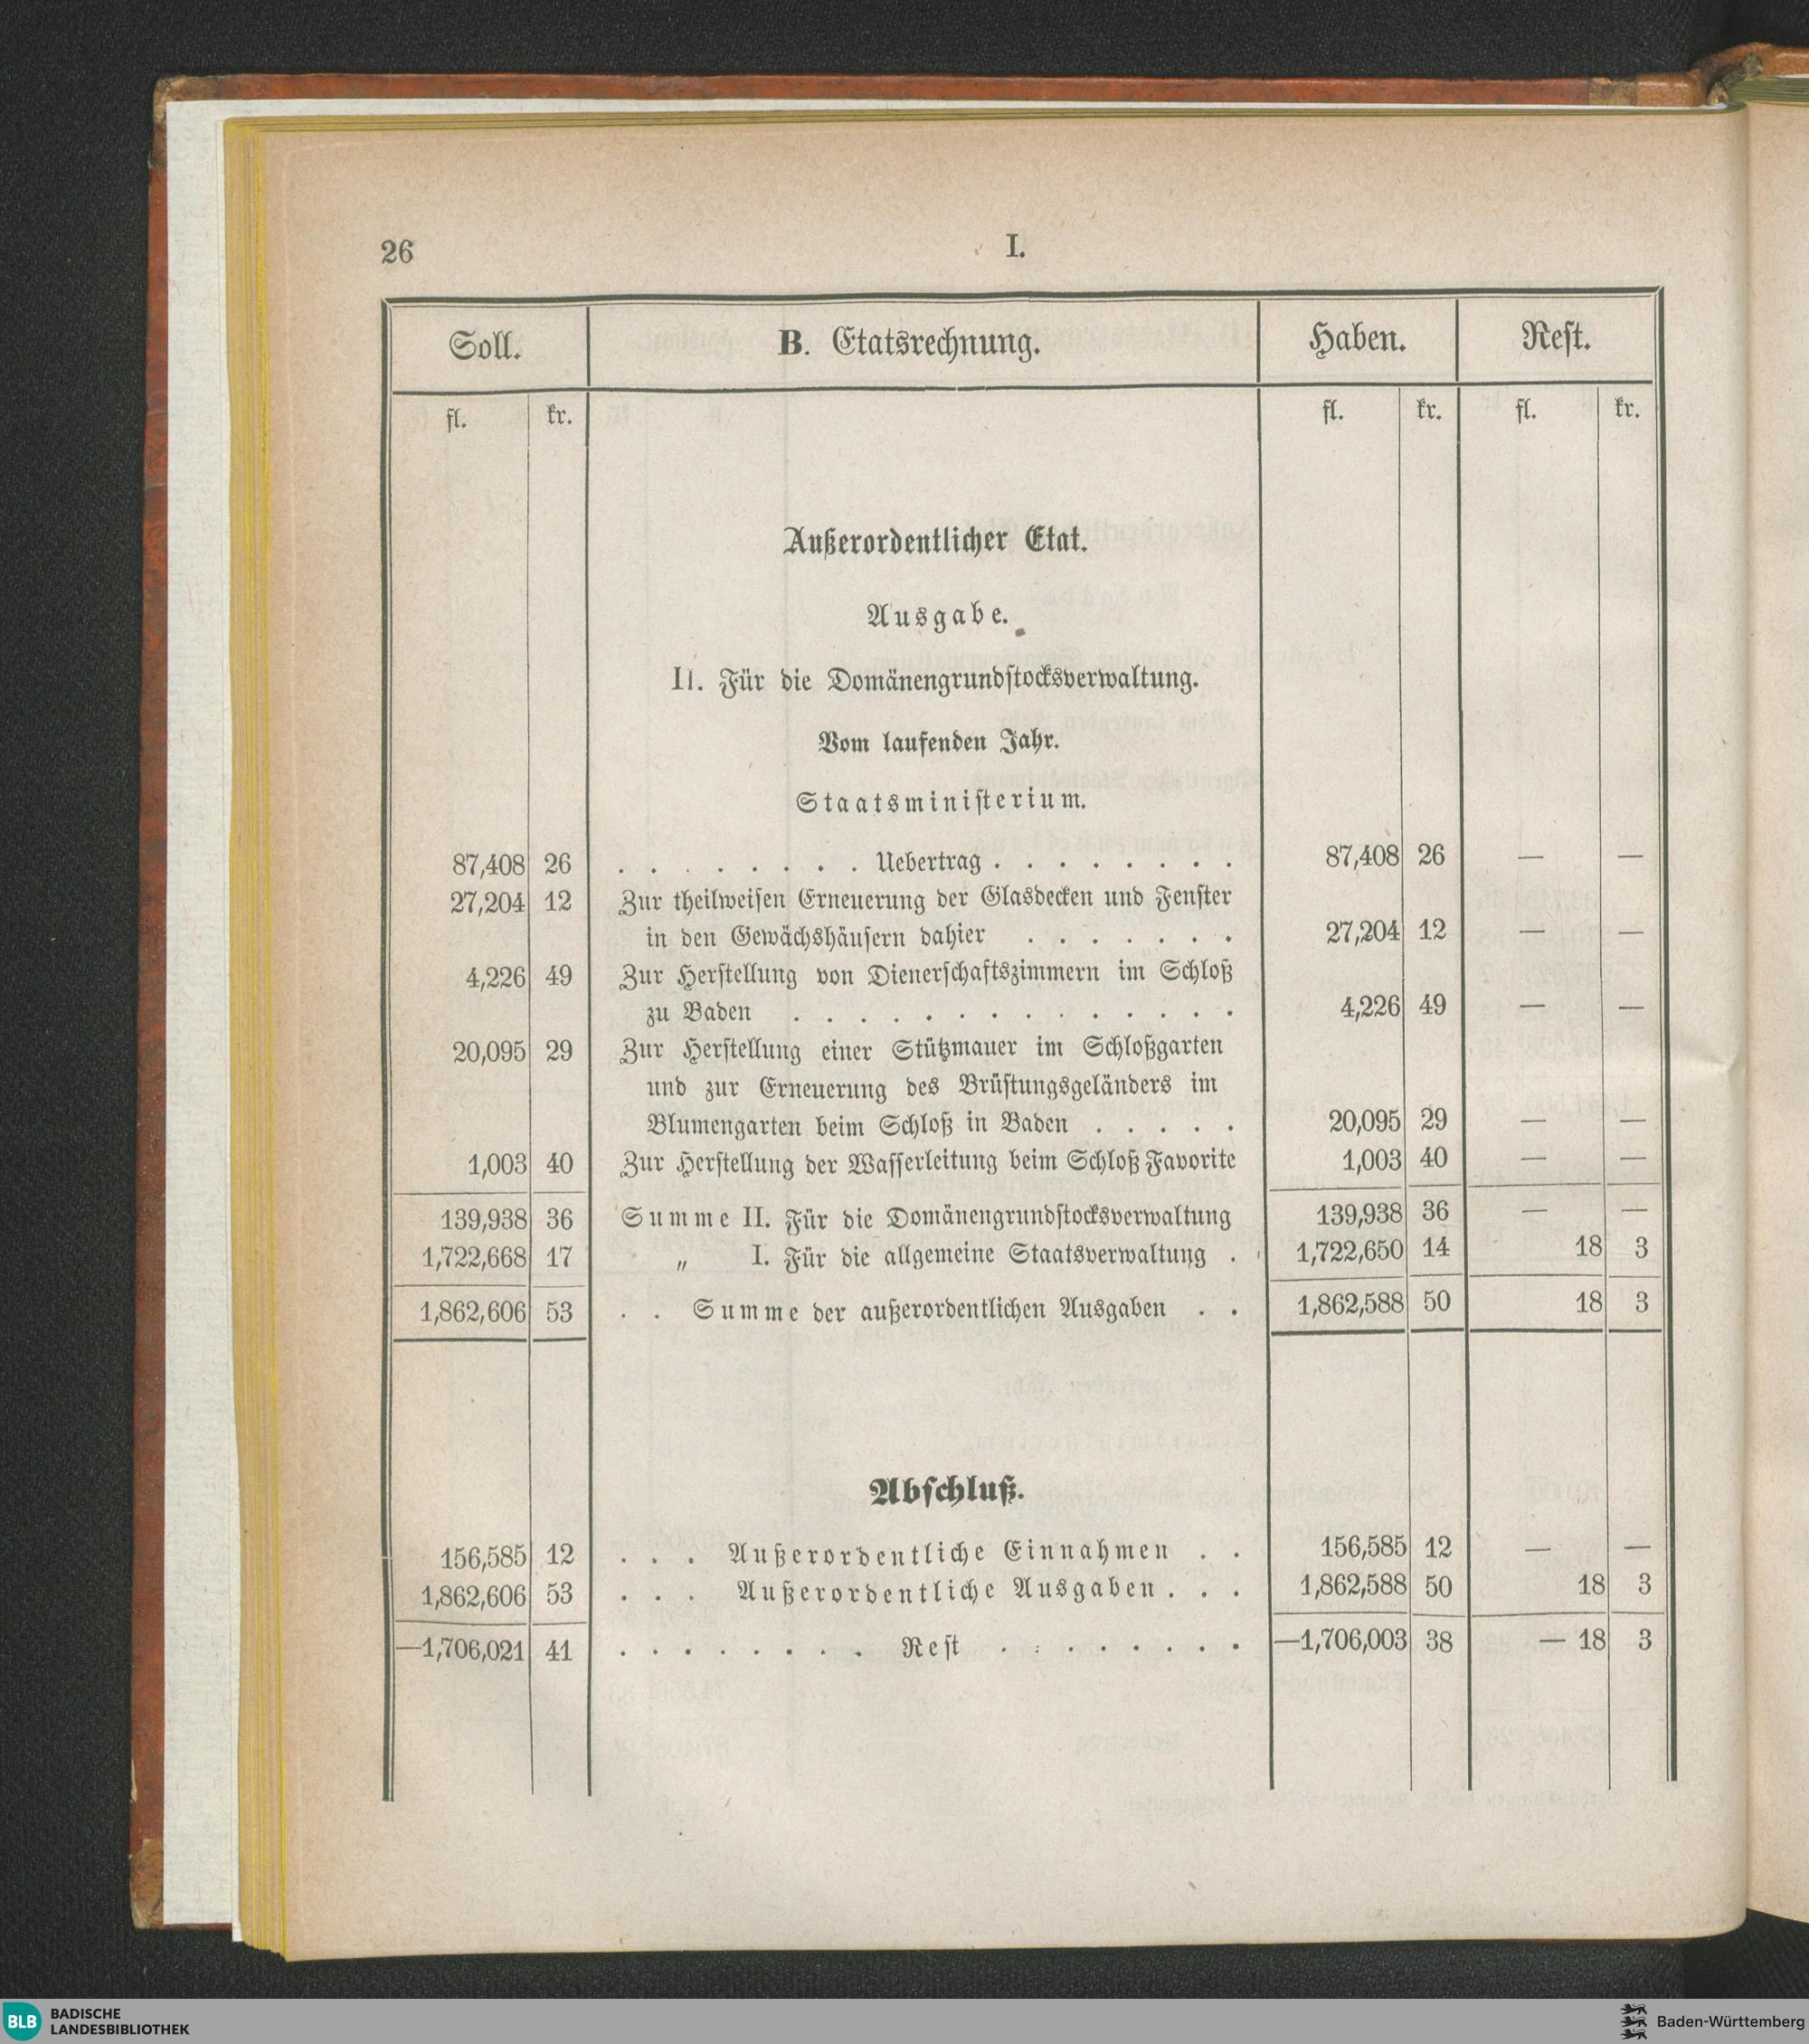 26
I.
Soll. B. Etatsrechnung. Haben. Rest.
fl. kr. fl. kr. fl. kr.
Außerordentlicher Etat.
Ausgabe.
II. Für die Domänengrundstocksverwaltung.
Vom laufenden Jahr.
Staatsministerium.
87,408 26 . . . . . . . . Uebertrag . . . . . . . . 87,408 26 — —
27,204 12 Zur theilweisen Erneuerung der Glasdecken und Fenster
in den Gewächshäusern dahier . . . . . . . 27,204 12 — —
4,226 49 Zur Herstellung von Dienerschaftszimmern im Schloß
zu Baden . . . . . . . . . . . . . . 4,226 49 — —
20,095 29 Zur Herstellung einer Stützmauer im Schloßgarten
und zur Erneuerung des Brüstungsgeländers im
Blumengarten beim Schloß in Baden . . . . . 20,095 29 — —
1,003 40 Zur Herstellung der Wasserleitung beim Schloß Favorite 1,003 40 — —
139,938 36 Summe II. Für die Domänengrundstocksverwaltung 139,938 36 — —
1,722,668 17 „ I. Für die allgemeine Staatsverwaltung . 1,722,650 14 18 3
1,862,606 53 . . Summe der außerordentlichen Ausgaben . . 1,862,588 50 18 3
Abschluß.
156,585 12 . . . Außerordentliche Einnahmen . . 156,585 12 — —
1,862,606 53 . . . Außerordentliche Ausgaben . . . 1,862,588 50 18 3
—1,706,021 41 . . . . . . . . Rest . . . . . . . . —1,706,003 38 — 18 3
BLB BADISCHE
LANDESBIBLIOTHEK
Baden-Württemberg